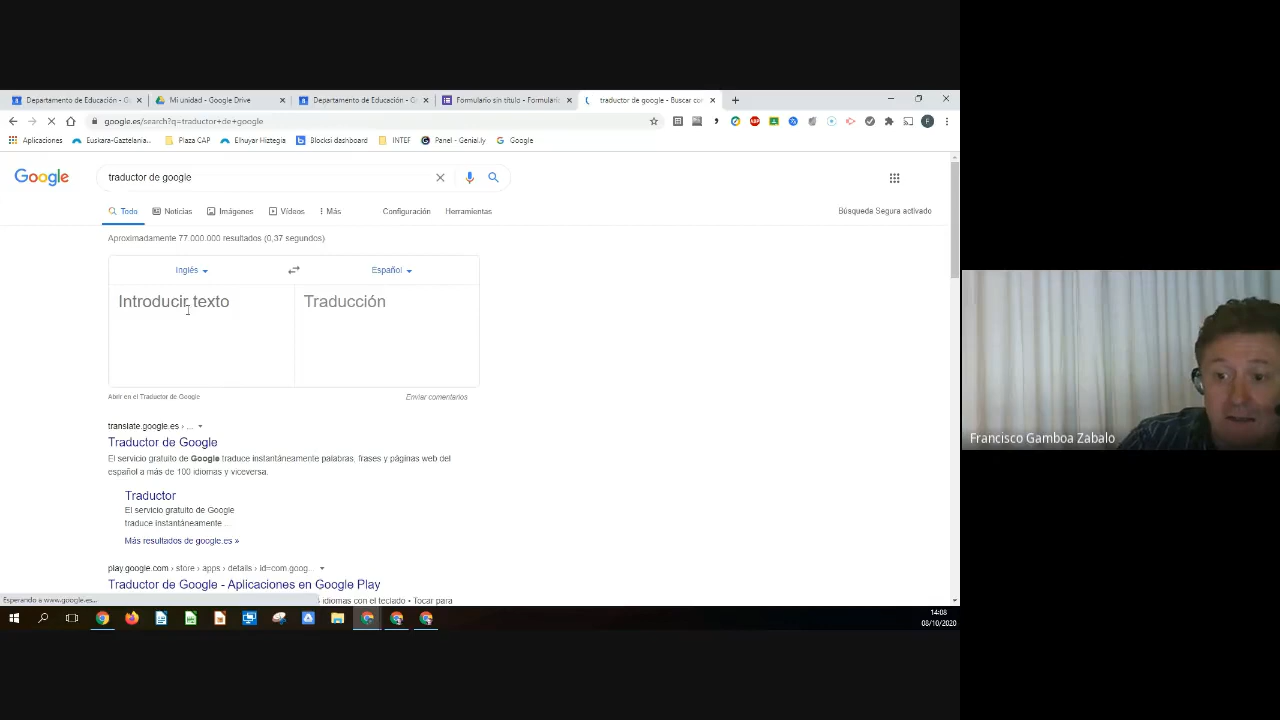 Departamento de Educación - G
Mi unidad - Google Drive
Departamento de Educación - G
Formulario sin título - Formulario
traductor de google - Buscar co
google.es/search?q=traductor+de+google
Aplicaciones
Euskara-Gaztelania...
Plaza CAP
Elhuyar Hiztegia
Blocksi dashboard
INTEF
Panel - Genial.ly
Google
Google
traductor de google
Todo
Noticias
Imágenes
Vídeos
Más
Configuración
Herramientas
Búsqueda Segura activado
Aproximadamente 77.000.000 resultados (0,37 segundos)
Inglés
Español
Introducir texto
Traducción
Abrir en el Traductor de Google
Enviar comentarios
translate.google.es › ...
Traductor de Google
El servicio gratuito de Google traduce instantáneamente palabras, frases y páginas web del
español a más de 100 idiomas y viceversa.
Traductor
El servicio gratuito de Google
traduce instantáneamente ...
Más resultados de google.es »
play.google.com › store › apps › details › id=com.goog...
Traductor de Google - Aplicaciones en Google Play
idiomas con el teclado • Tocar para
Esperando a www.google.es...
14:08
08/10/2020
Francisco Gamboa Zabalo